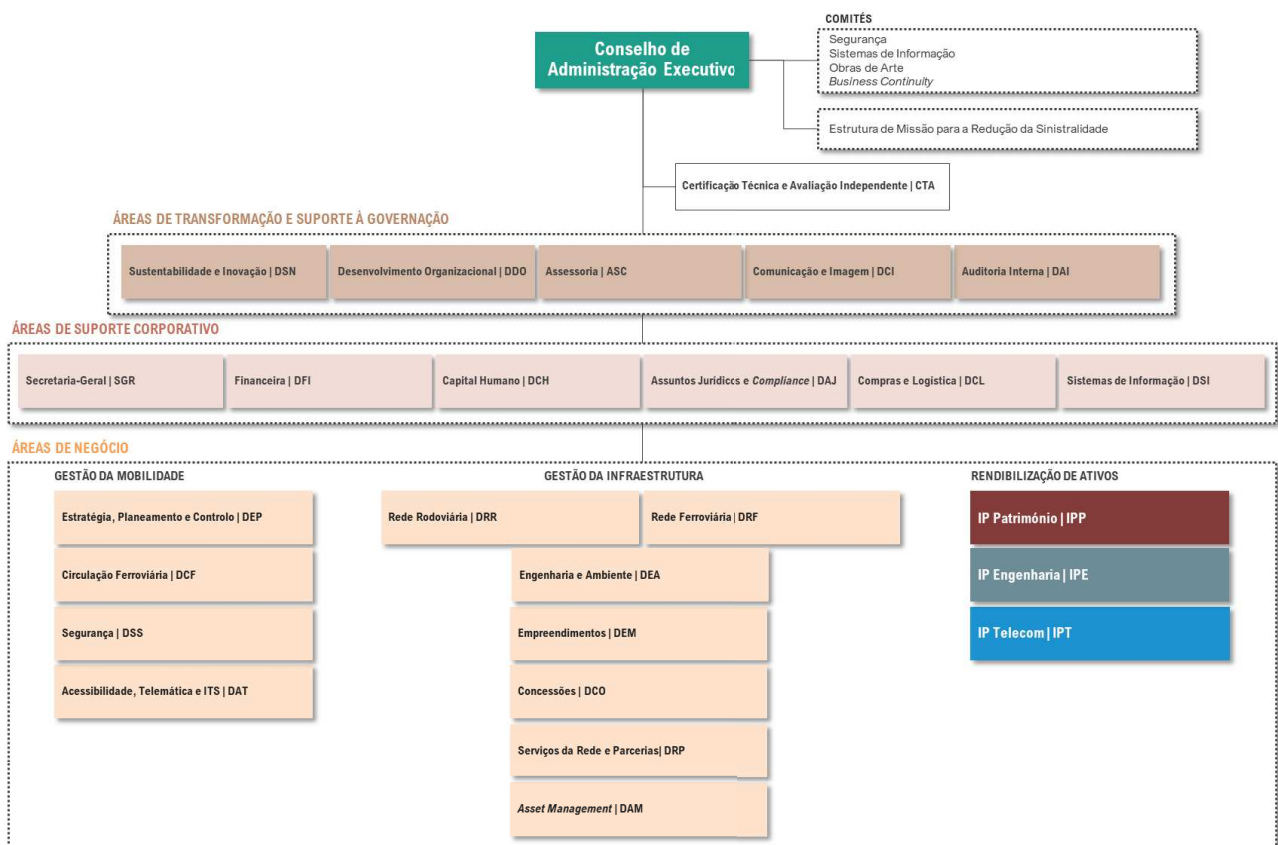 COMITÉS
Conselho de
Administração Executivo
Segurança
Sistemas de Informação
Obras de Arte
Business Continuity
Estrutura de Missão para a Redução da Sinistralidade
Certificação Técnica e Avaliação Independente | CTA
ÁREAS DE TRANSFORMAÇÃO E SUPORTE À GOVERNAÇÃO
Sustentabilidade e Inovação | DSN
Desenvolvimento Organizacional | DDO
Assessoria | ASC
Comunicação e Imagem | DCI
Auditoria Interna | DAI
ÁREAS DE SUPORTE CORPORATIVO
Secretaria-Geral | SGR
Financeira | DFI
Capital Humano | DCH
Assuntos Jurídicos e Compliance | DAJ
Compras e Logística | DCL
Sistemas de Informação | DSI
ÁREAS DE NEGÓCIO
GESTÃO DA MOBILIDADE
Estratégia, Planeamento e Controlo | DEP
Circulação Ferroviária | DCF
Segurança | DSS
Acessibilidade, Telemática e ITS | DAT
GESTÃO DA INFRAESTRUTURA
Rede Rodoviária | DRR
Rede Ferroviária | DRF
Engenharia e Ambiente | DEA
Empreendimentos | DEM
Concessões | DCO
Serviços da Rede e Parcerias| DRP
Asset Management | DAM
RENDIBILIZAÇÃO DE ATIVOS
IP Património | IPP
IP Engenharia | IPE
IP Telecom | IPT